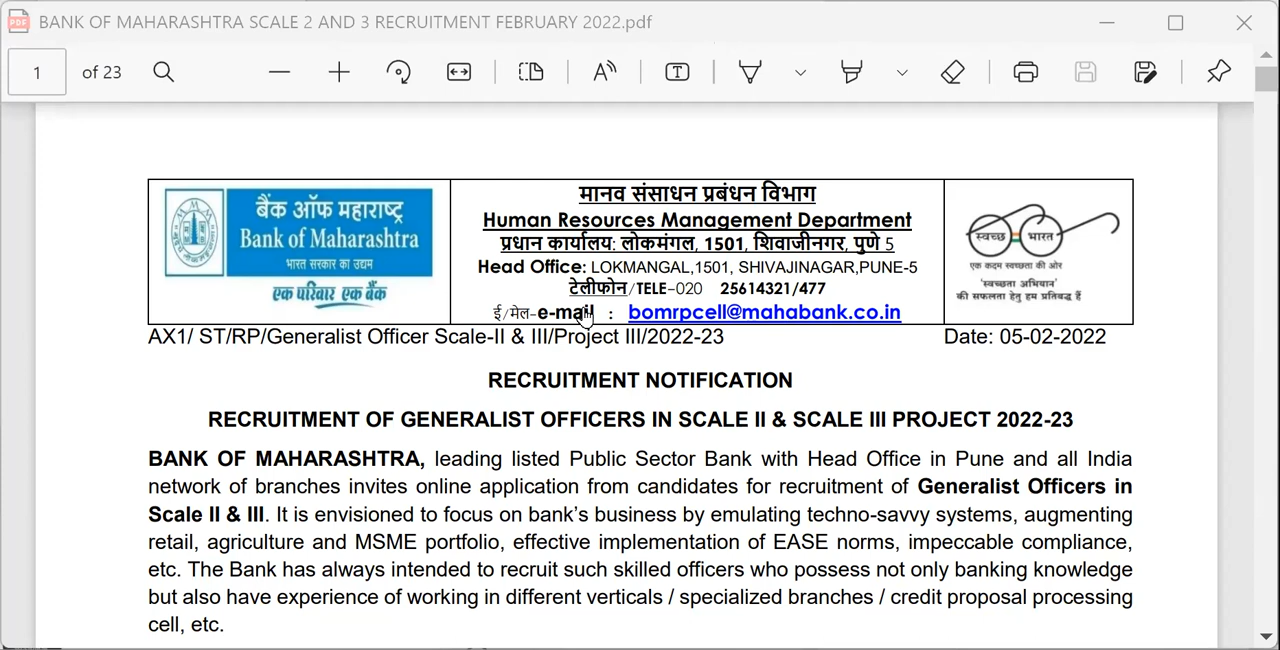 BANK OF MAHARASHTRA SCALE 2 AND 3 RECRUITMENT FEBRUARY 2022.pdf
1 of 23
बैंक ऑफ महाराष्ट्र
Bank of Maharashtra
भारत सरकार का उद्यम
एक परिवार एक बैंक
मानव संसाधन प्रबंधन विभाग
Human Resources Management Department
प्रधान कार्यालय: लोकमंगल, 1501, शिवाजीनगर, पुणे 5
Head Office: LOKMANGAL,1501, SHIVAJINAGAR,PUNE-5
टेलीफोन/TELE–020 25614321/477
ई/मेल–e-mail : bomrpcell@mahabank.co.in
स्वच्छ भारत
एक कदम स्वच्छता की ओर
"स्वच्छता अभियान"
की सफलता हेतु हम प्रतिबद्ध हैं
AX1/ ST/RP/Generalist Officer Scale-II & III/Project III/2022-23 Date: 05-02-2022
RECRUITMENT NOTIFICATION
RECRUITMENT OF GENERALIST OFFICERS IN SCALE II & SCALE III PROJECT 2022-23
BANK OF MAHARASHTRA, leading listed Public Sector Bank with Head Office in Pune and all India
network of branches invites online application from candidates for recruitment of Generalist Officers in
Scale II & III. It is envisioned to focus on bank's business by emulating techno-savvy systems, augmenting
retail, agriculture and MSME portfolio, effective implementation of EASE norms, impeccable compliance,
etc. The Bank has always intended to recruit such skilled officers who possess not only banking knowledge
but also have experience of working in different verticals / specialized branches / credit proposal processing
cell, etc.